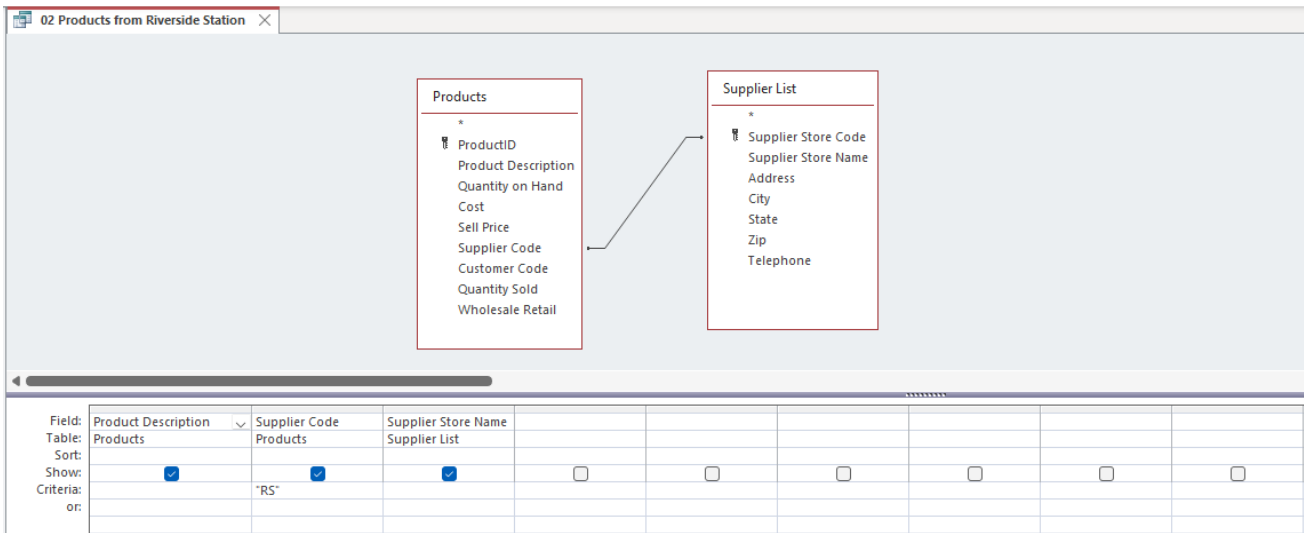 02 Products from Riverside Station
Products
*
ProductID
Product Description
Quantity on Hand
Cost
Sell Price
Supplier Code
Customer Code
Quantity Sold
Wholesale Retail
Supplier List
*
Supplier Store Code
Supplier Store Name
Address
City
State
Zip
Telephone
Field: Product Description Supplier Code Supplier Store Name
Table: Products Products Supplier List
Sort:
Show:
Criteria: "RS"
or: